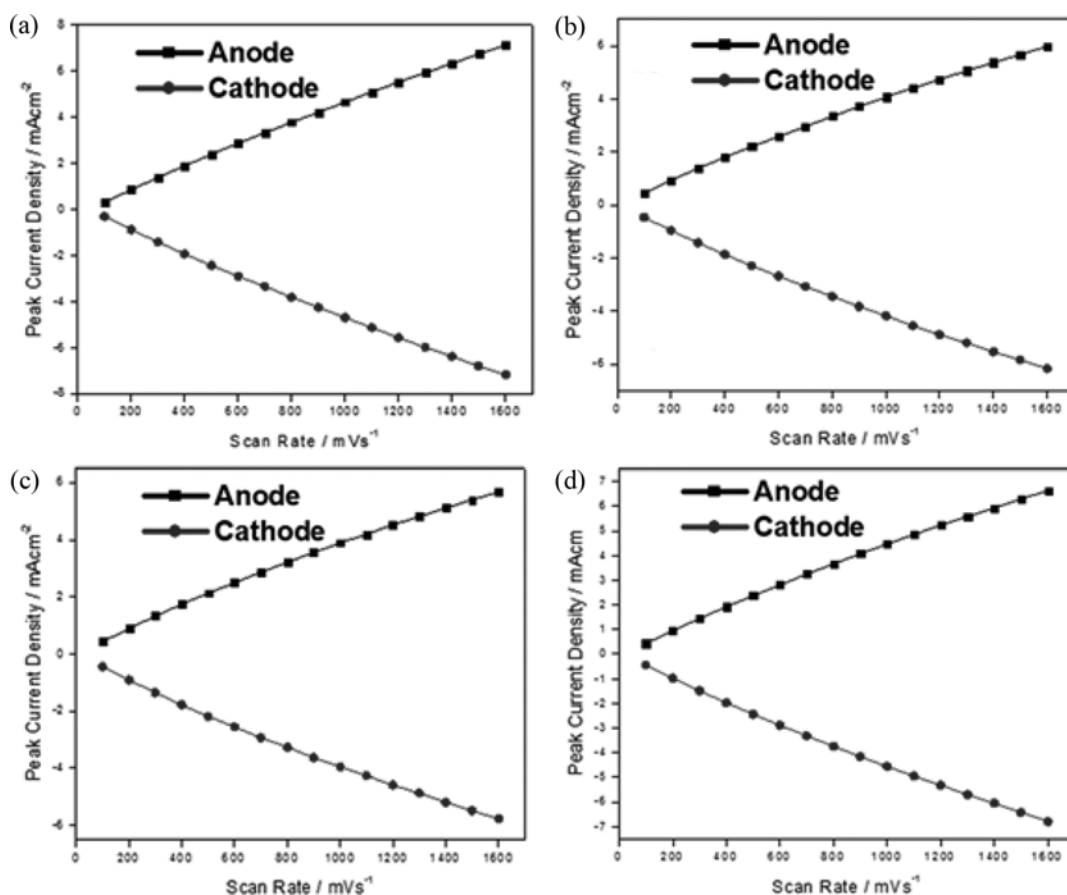 (a)
Anode
Cathode
8
6
4
2
0
-2
-4
-6
-8
Peak Current Density / mAcm-2
200 400 600 800 1000 1200 1400 1600
Scan Rate / mVs-1
(b)
Anode
Cathode
6
4
2
0
-2
-4
-6
Peak Current Density / mAcm-2
200 400 600 800 1000 1200 1400 1600
Scan Rate / mVs-1
(c)
Anode
Cathode
6
4
2
0
-2
-4
-6
Peak Current Density / mAcm-2
0 200 400 600 800 1000 1200 1400 1600
Scan Rate / mVs-1
(d)
Anode
Cathode
7
6
5
4
3
2
1
0
-1
-2
-3
-4
-5
-6
-7
Peak Current Density / mAcm
0 200 400 600 800 1000 1200 1400 1600
Scan Rate / mVs-1